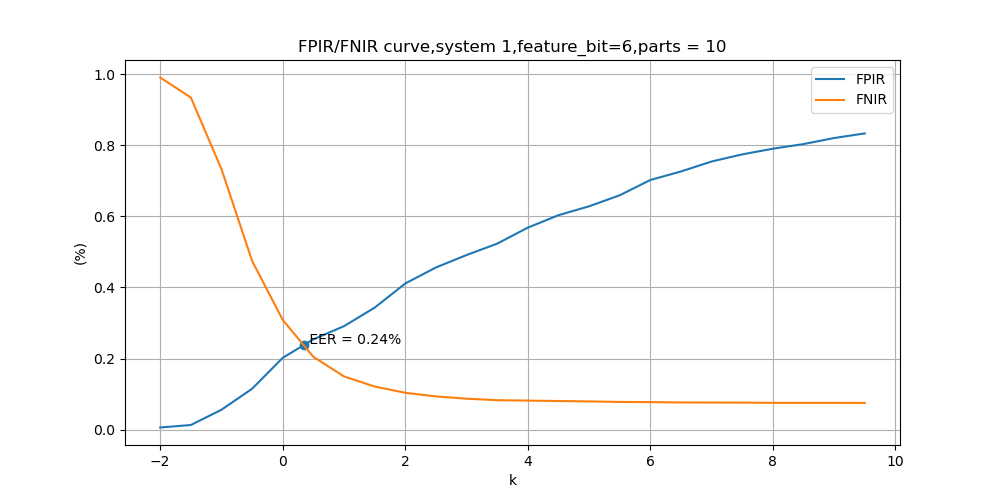 FPIR/FNIR curve,system 1,feature_bit=6,parts = 10
FPIR
FNIR
1.0
0.8
0.6
0.4
0.2
0.0
(%)
EER = 0.24%
−2 0 2 4 6 8 10
k